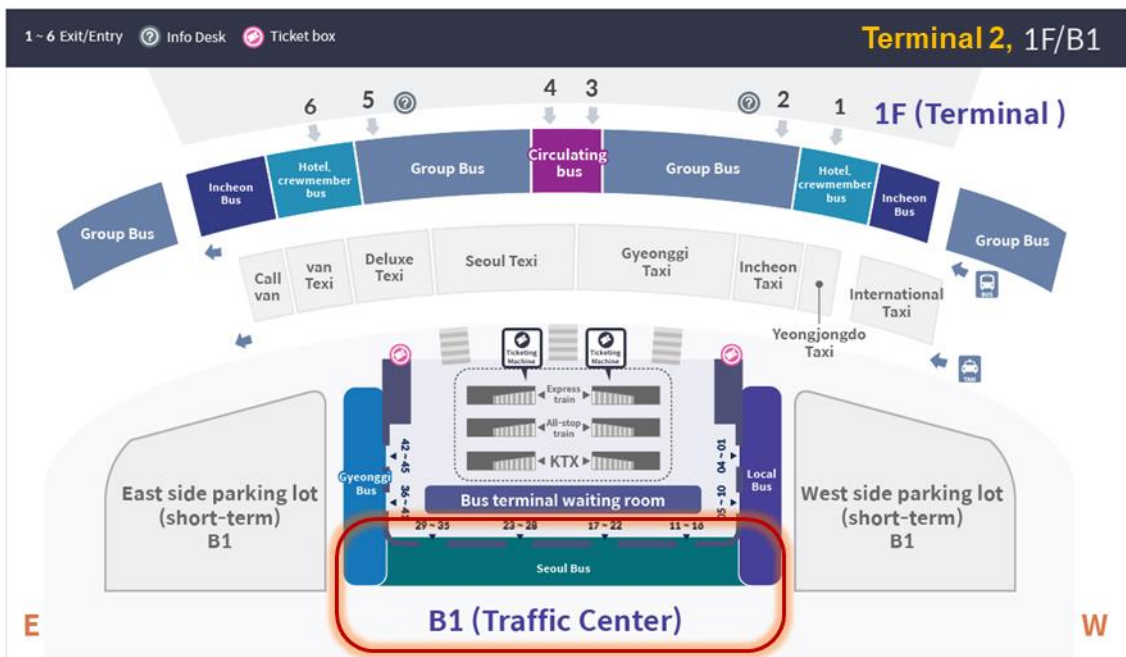 1 ~ 6 Exit/Entry
Info Desk
Ticket box
Terminal 2, 1F/B1
6
5
4
3
2
1
1F (Terminal )
Group Bus
Incheon
Bus
Hotel,
crewmember
bus
Group Bus
Circulating
bus
Group Bus
Hotel,
crewmember
bus
Incheon
Bus
Group Bus
BUS
Call
van
van
Texi
Deluxe
Texi
Seoul Texi
Gyeonggi
Taxi
Incheon
Taxi
Yeongjongdo
Taxi
International
Taxi
TAXI
Ticketing
Machine
Ticketing
Machine
Express
train
All-stop
train
KTX
42 ~ 45
36 ~ 41
04 ~ 01
05 ~ 10
Gyeonggi
Bus
Local
Bus
Bus terminal waiting room
29 ~ 35
23 ~ 28
17 ~ 22
11 ~ 16
Seoul Bus
East side parking lot
(short-term)
B1
West side parking lot
(short-term)
B1
B1 (Traffic Center)
E
W